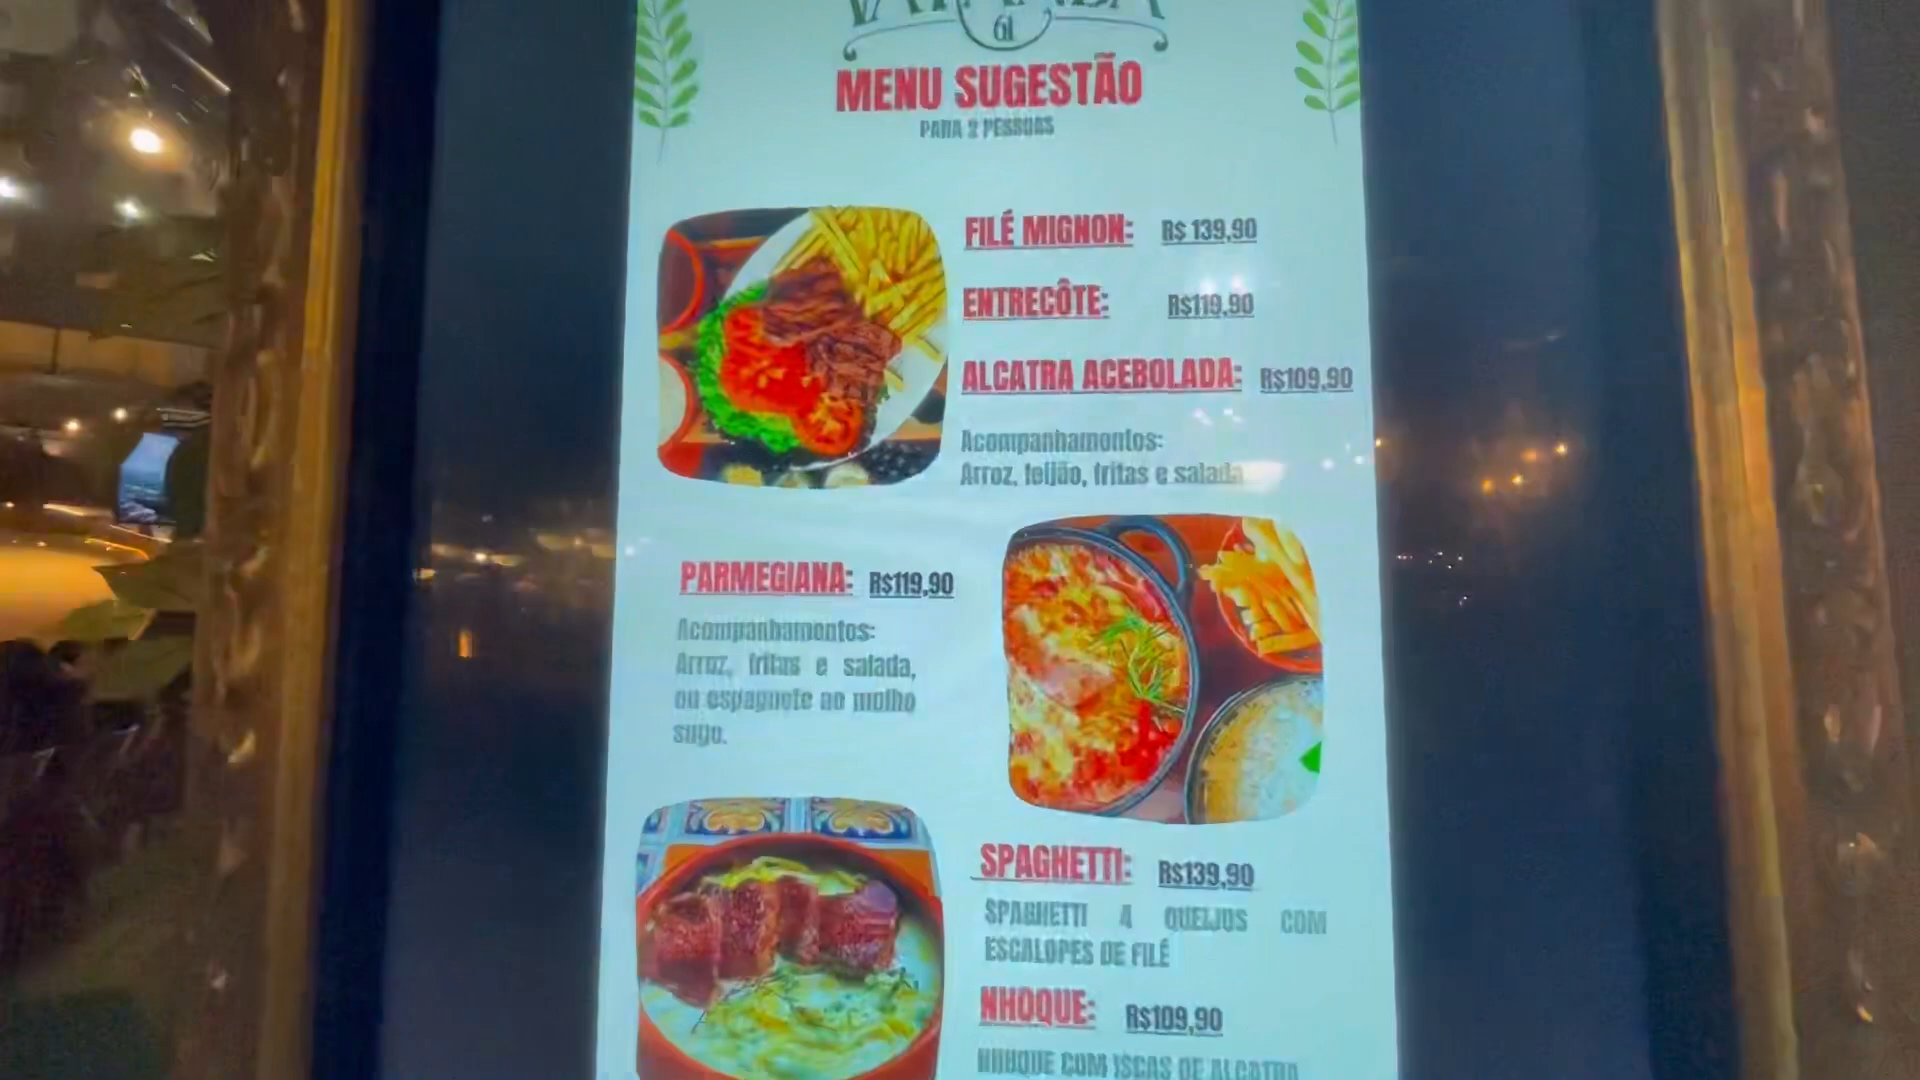 61
MENU SUGESTÃO
PARA 2 PESSOAS
FILÉ MIGNON: R$ 139,90
ENTRECÔTE: R$119,90
ALCATRA ACEBOLADA: R$109,90
Acompanhamentos:
Arroz, feijão, fritas e salada
PARMEGIANA: R$119,90
Acompanhamentos:
Arroz, fritas e salada,
ou espaguete ao molho
sugo.
SPAGHETTI: R$139,90
SPAGHETTI 4 QUEIJOS COM
ESCALOPES DE FILÉ
NHOQUE: R$109,90
NHOQUE COM ISCAS DE ALCATRA